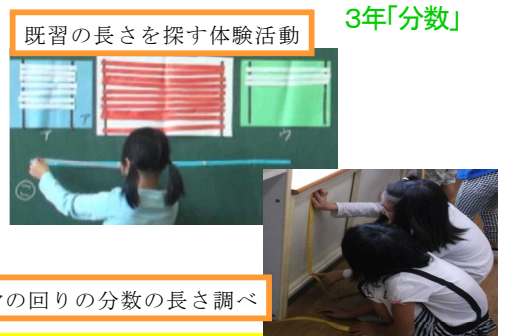 3年「分数」
既習の長さを探す体験活動
ア
ア
ウ
の回りの分数の長さ調べ